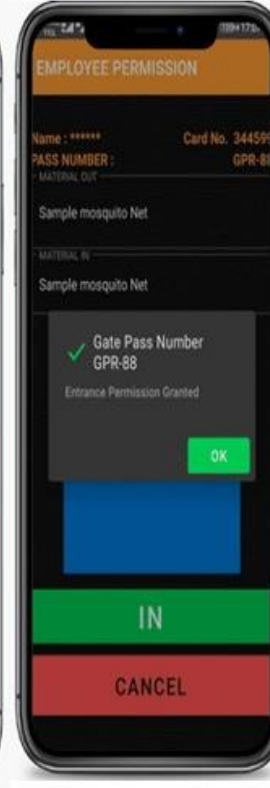 EMPLOYEE PERMISSION
Name : ****** Card No. 344595
PASS NUMBER : GPR-88
MATERIAL OUT
Sample mosquito Net
MATERIAL IN
Sample mosquito Net
Gate Pass Number
GPR-88
Entrance Permission Granted
OK
IN
CANCEL